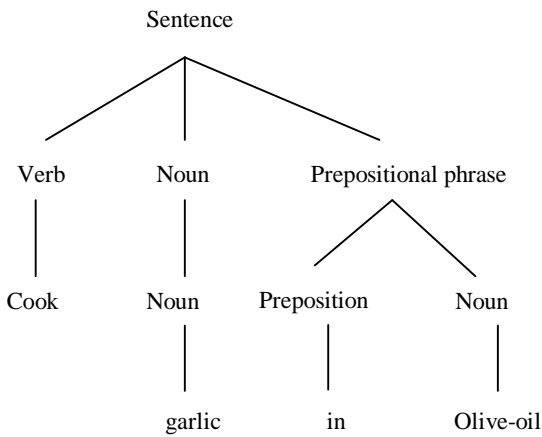 Sentence
Verb Noun Prepositional phrase
Cook Noun Preposition Noun
garlic in Olive-oil